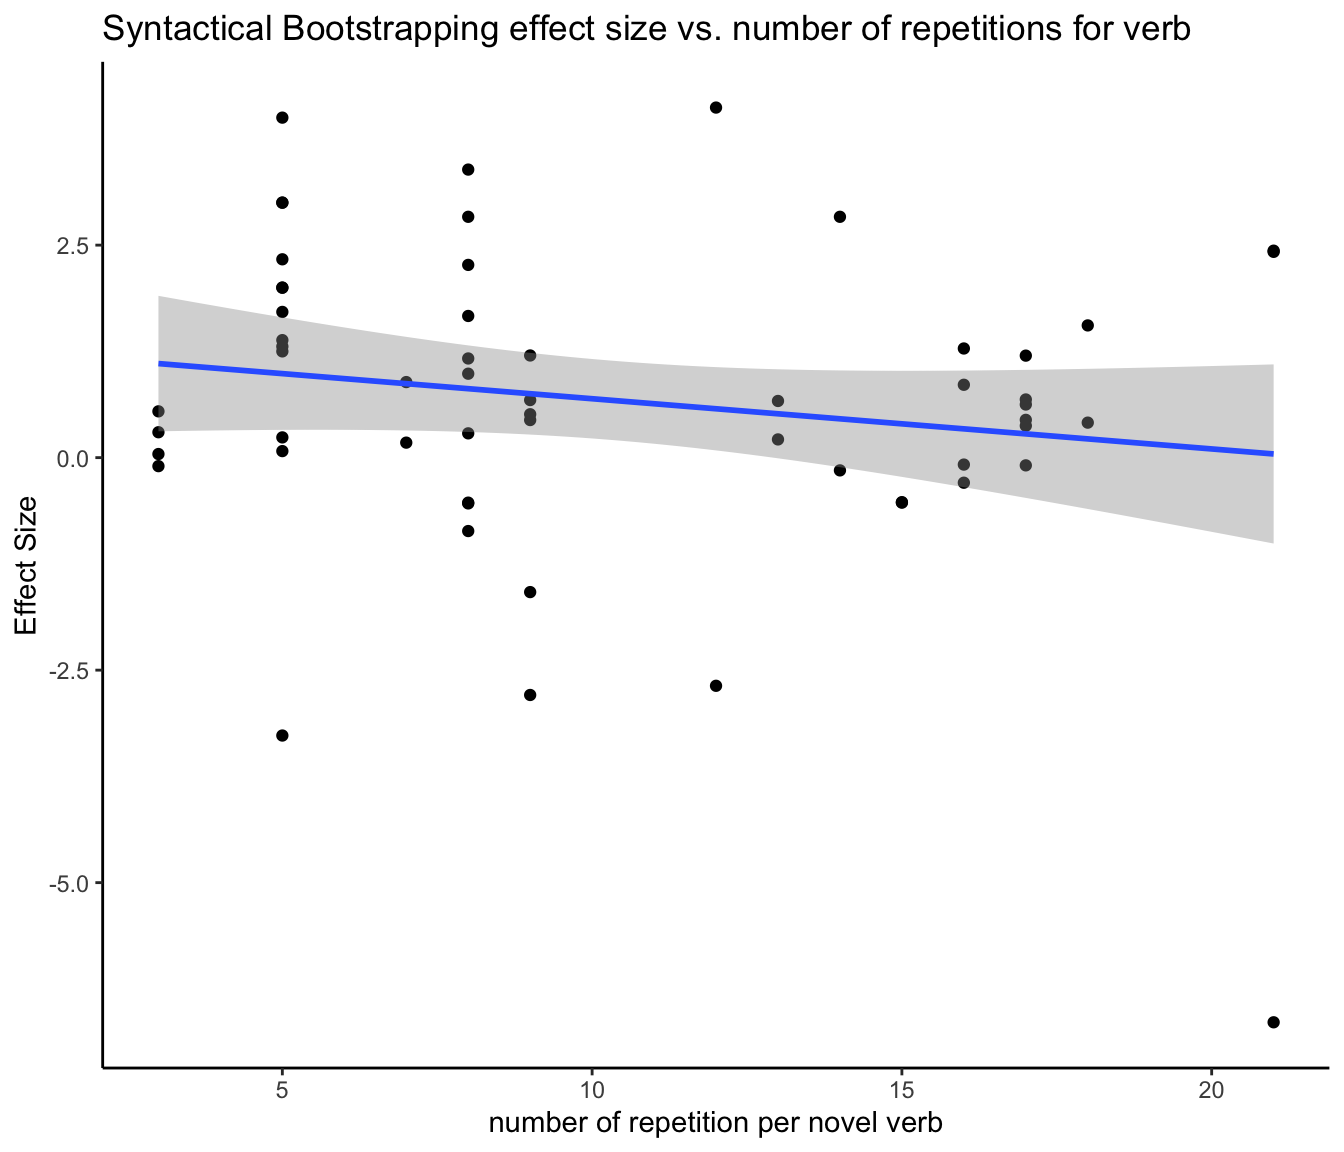 Syntactical Bootstrapping effect size vs. number of repetitions for verb
Effect Size
2.5
0.0
-2.5
-5.0
5 10 15 20
number of repetition per novel verb